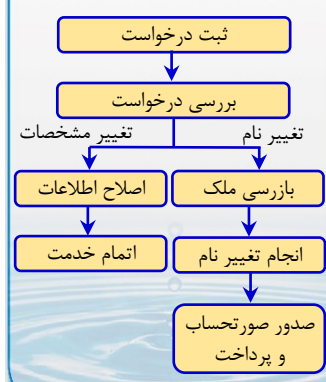 ثبت درخواست
بررسی درخواست
تغییر نام
تغییر مشخصات
بازرسی ملک
اصلاح اطلاعات
انجام تغییر نام
اتمام خدمت
صدور صورتحساب
و پرداخت